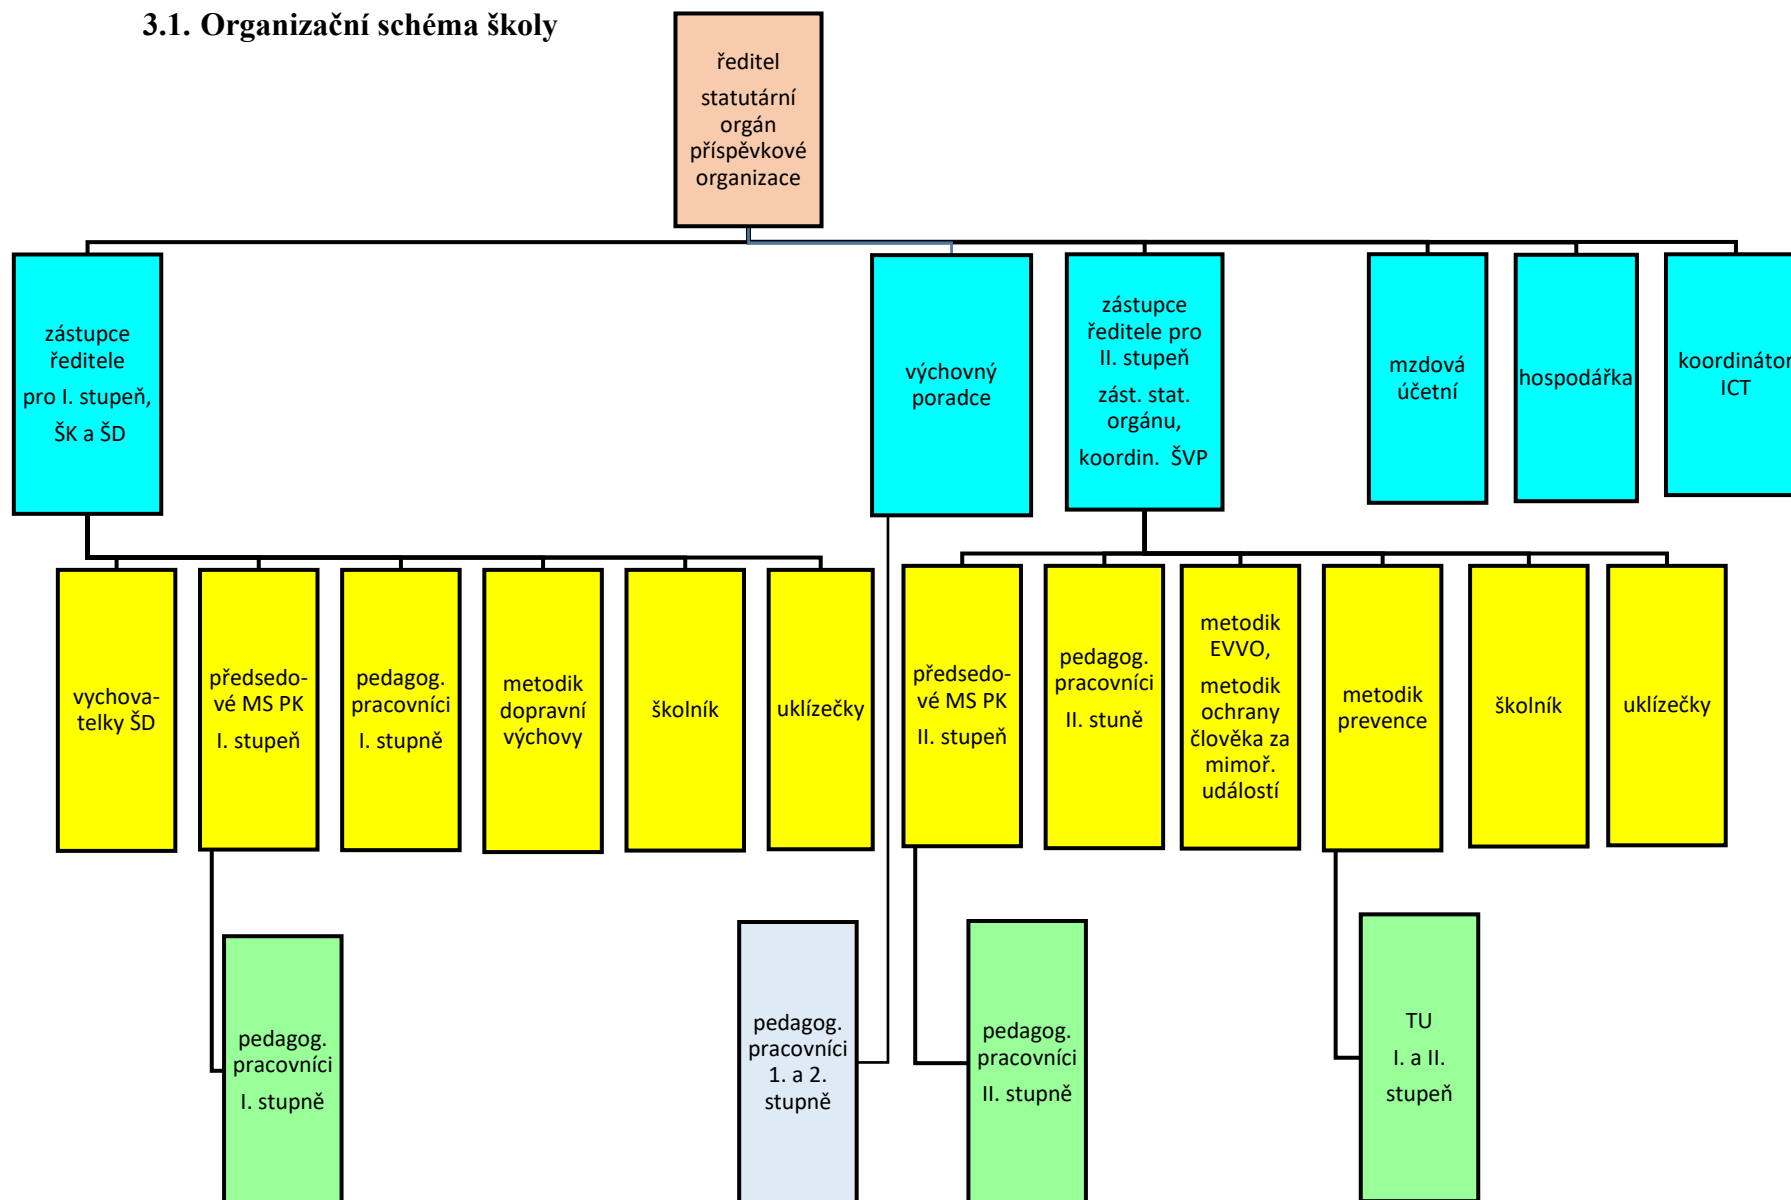 3.1. Organizační schéma školy
ředitel
statutární
orgán
příspěvkové
organizace
zástupce
ředitele
pro I. stupeň,
ŠK a ŠD
výchovný
poradce
zástupce
ředitele pro
II. stupeň
zást. stat.
orgánu,
koordin. ŠVP
mzdová
účetní
hospodářka
koordinátor
ICT
vychova-
telky ŠD
předsedo-
vé MS PK
I. stupeň
pedagog.
pracovníci
I. stupně
metodik
dopravní
výchovy
školník
uklízečky
předsedo-
vé MS PK
II. stupeň
pedagog.
pracovníci
II. stuně
metodik
EVVO,
metodik
ochrany
člověka za
mimoř.
událostí
metodik
prevence
školník
uklízečky
pedagog.
pracovníci
I. stupně
pedagog.
pracovníci
1. a 2.
stupně
pedagog.
pracovníci
II. stupně
TU
I. a II.
stupeň